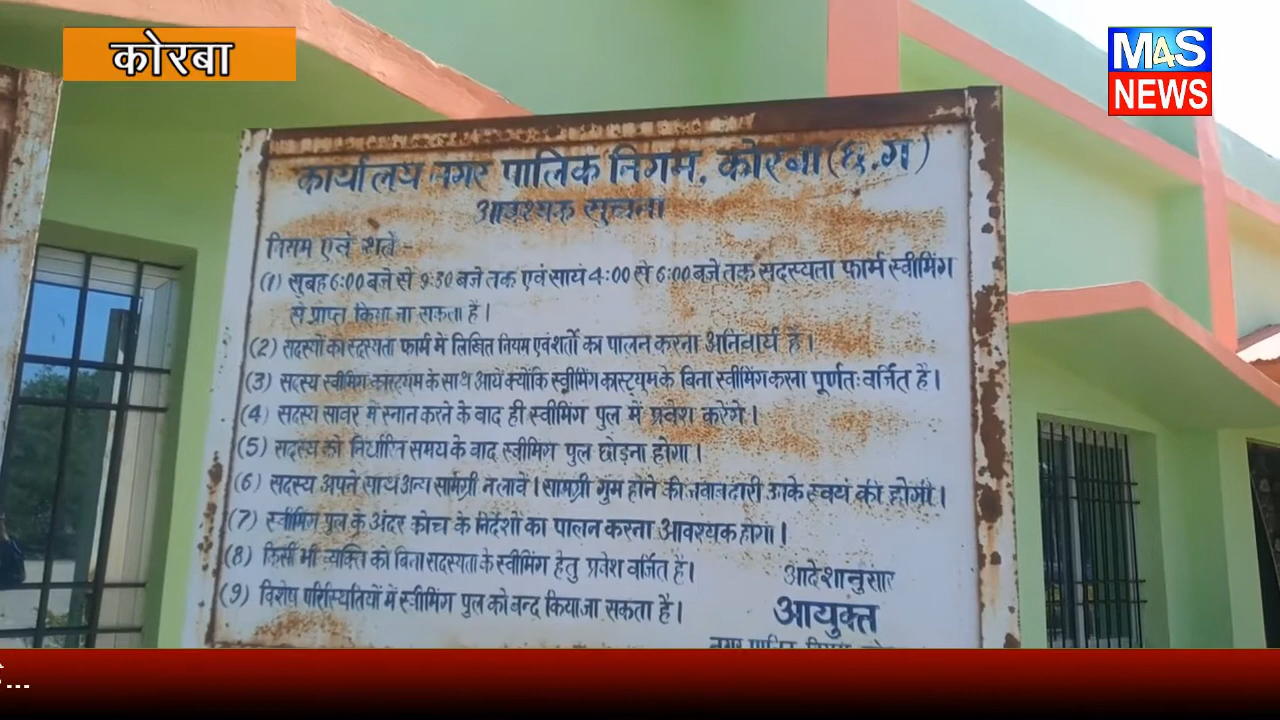 कोरबा
M4S
NEWS
कार्यालय नगर पालिक निगम, कोरबा (छ.ग)
आवश्यक सुचना
नियम एवं शर्ते -
(1) सुबह 6:00 बजे से 9:30 बजे तक एवं सायं 4:00 से 6:00 बजे तक सदस्यता फार्म स्वीमिंग
से प्राप्त किया जा सकता है।
(2) सदस्यों को सदस्यता फार्म में लिखित नियम एवं शर्तो का पालन करना अनिवार्य है।
(3) सदस्य स्वीमिंग कास्ट्यूम के साथ आयें क्योंकि स्वीमिंग कास्ट्यूम के बिना स्वीमिंग करना पूर्णतः वर्जित है।
(4) सदस्य सावर में स्नान करने के बाद ही स्वीमिंग पुल में प्रवेश करेंगे।
(5) सदस्य को निर्धारित समय के बाद स्वीमिंग पुल छोड़ना होगा।
(6) सदस्य अपने साथ अन्य सामग्री न लावें। सामग्री गुम होने की जवाबदारी उनके स्वयं की होगी।
(7) स्वीमिंग पुल के अंदर कोच के निर्देशो का पालन करना आवश्यक होगा।
(8) किसी भी व्यक्ति को बिना सदस्यता के स्वीमिंग हेतु प्रवेश वर्जित है।
(9) विशेष परिस्थितियों में स्वीमिंग पुल को बन्द किया जा सकता है।
आदेशानुसार
आयुक्त